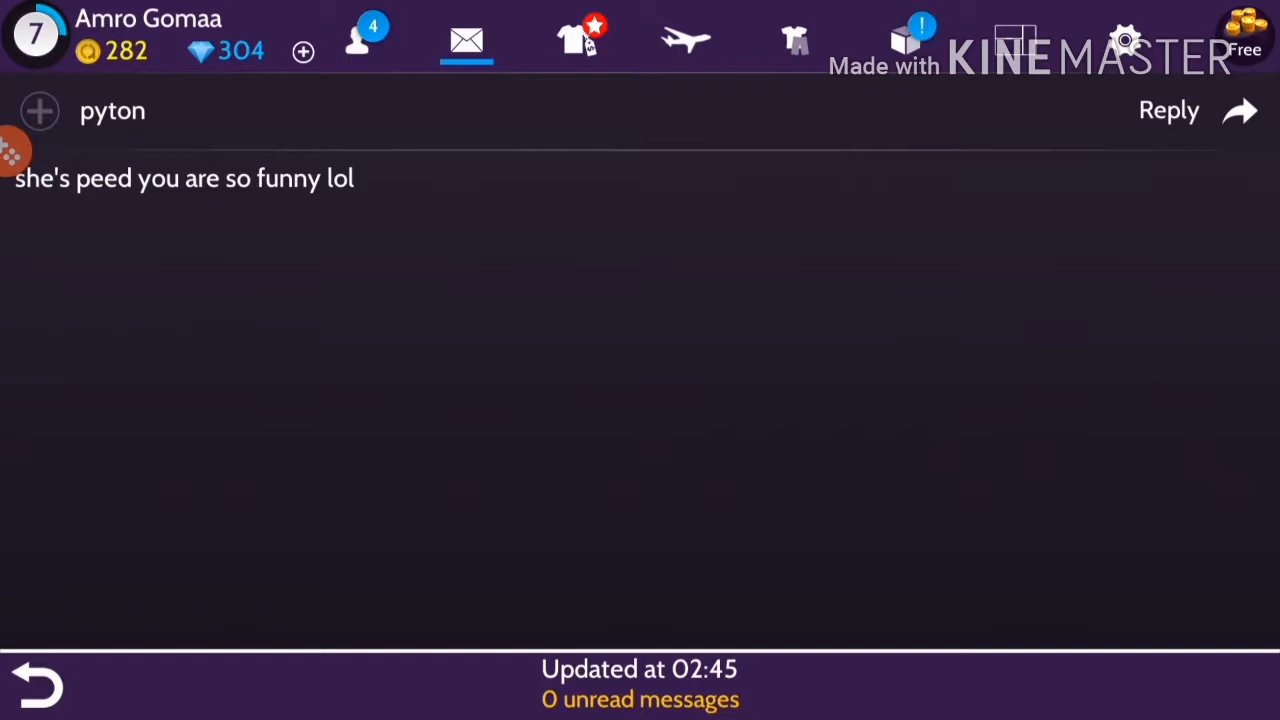 7
Amro Gomaa
282
304
4
!
Free
Made with KINEMASTER
pyton
Reply
she's peed you are so funny lol
Updated at 02:45
0 unread messages